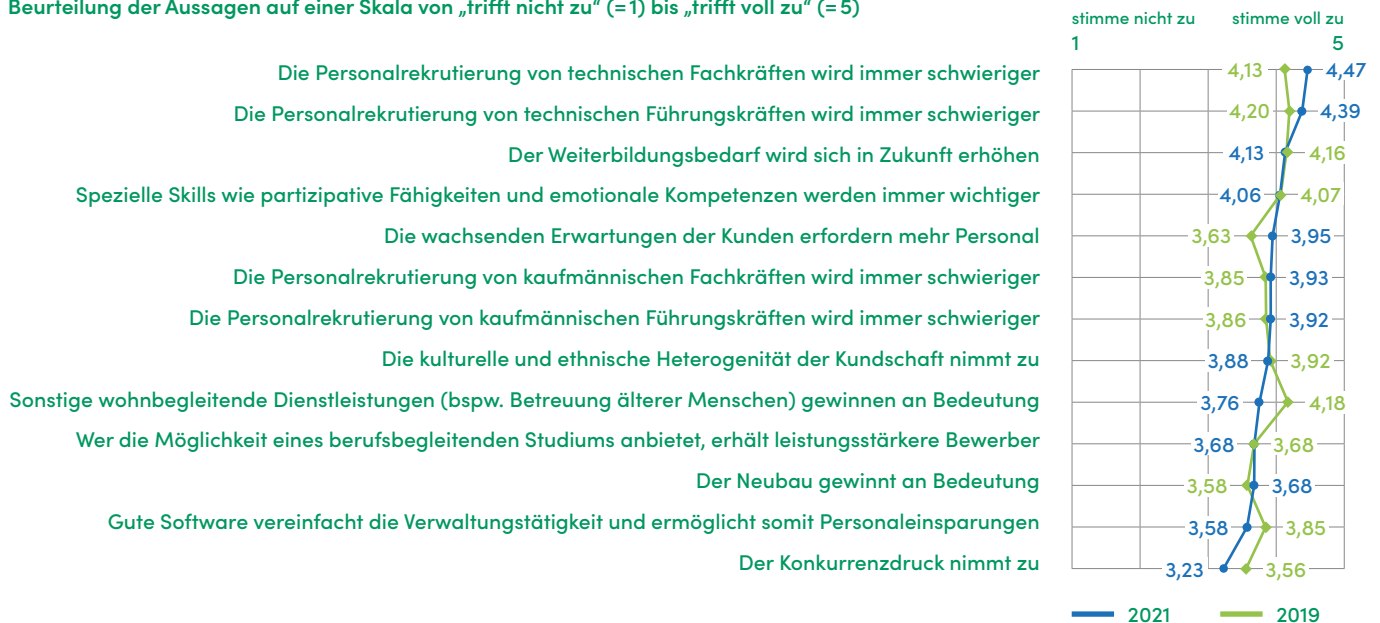 Beurteilung der Aussagen auf einer Skala von „trifft nicht zu“ (=1) bis „trifft voll zu“ (=5)
stimme nicht zu stimme voll zu
1 5
Die Personalrekrutierung von technischen Fachkräften wird immer schwieriger 4,13 4,47
Die Personalrekrutierung von technischen Führungskräften wird immer schwieriger 4,20 4,39
Der Weiterbildungsbedarf wird sich in Zukunft erhöhen 4,13 4,16
Spezielle Skills wie partizipative Fähigkeiten und emotionale Kompetenzen werden immer wichtiger 4,06 4,07
Die wachsenden Erwartungen der Kunden erfordern mehr Personal 3,63 3,95
Die Personalrekrutierung von kaufmännischen Fachkräften wird immer schwieriger 3,85 3,93
Die Personalrekrutierung von kaufmännischen Führungskräften wird immer schwieriger 3,86 3,92
Die kulturelle und ethnische Heterogenität der Kundschaft nimmt zu 3,88 3,92
Sonstige wohnbegleitende Dienstleistungen (bspw. Betreuung älterer Menschen) gewinnen an Bedeutung 3,76 4,18
Wer die Möglichkeit eines berufsbegleitenden Studiums anbietet, erhält leistungsstärkere Bewerber 3,68 3,68
Der Neubau gewinnt an Bedeutung 3,58 3,68
Gute Software vereinfacht die Verwaltungstätigkeit und ermöglicht somit Personaleinsparungen 3,58 3,85
Der Konkurrenzdruck nimmt zu 3,23 3,56
2021 2019